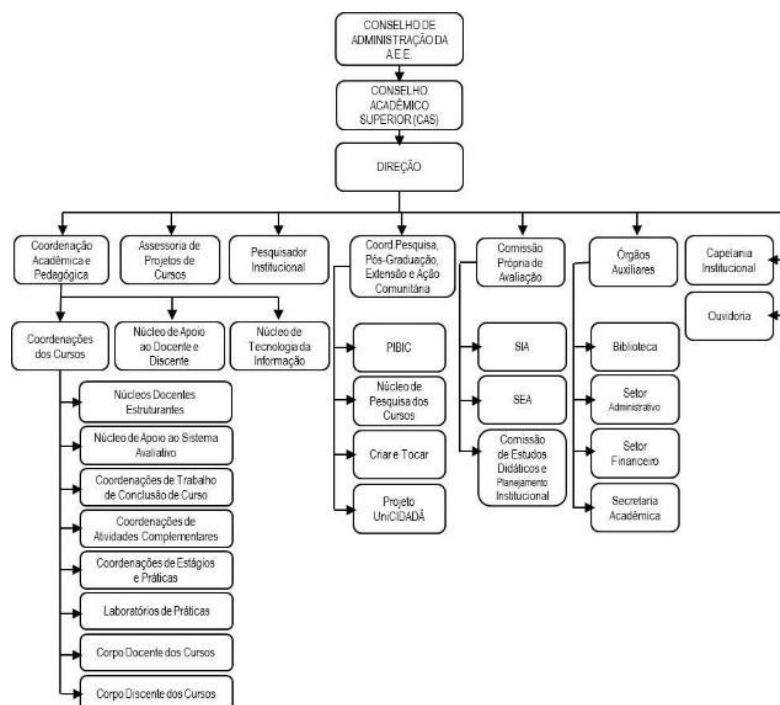 CONSELHO DE
ADMINISTRAÇÃO DA
A.E.E.
CONSELHO
ACADÊMICO
SUPERIOR (CAS)
DIREÇÃO
Coordenação
Acadêmica e
Pedagógica
Assessoria de
Projetos de
Cursos
Pesquisador
Institucional
Coord.Pesquisa,
Pós-Graduação,
Extensão e Ação
Comunitária
Comissão
Própria de
Avaliação
Órgãos
Auxiliares
Capelania
Institucional
Ouvidoria
Coordenações
dos Cursos
Núcleo de Apoio
ao Docente e
Discente
Núcleo de
Tecnologia da
Informação
PIBIC
Núcleo de
Pesquisa dos
Cursos
Criar e Tocar
Projeto
UniCIDADÃ
SIA
SEA
Comissão
de Estudos
Didáticos e
Planejamento
Institucional
Biblioteca
Setor
Administrativo
Setor
Financeiro
Secretaria
Acadêmica
Núcleos Docentes
Estruturantes
Núcleo de Apoio ao Sistema
Avaliativo
Coordenações de Trabalho
de Conclusão de Curso
Coordenações de
Atividades Complementares
Coordenações de Estágios
e Práticas
Laboratórios de Práticas
Corpo Docente dos Cursos
Corpo Discente dos Cursos